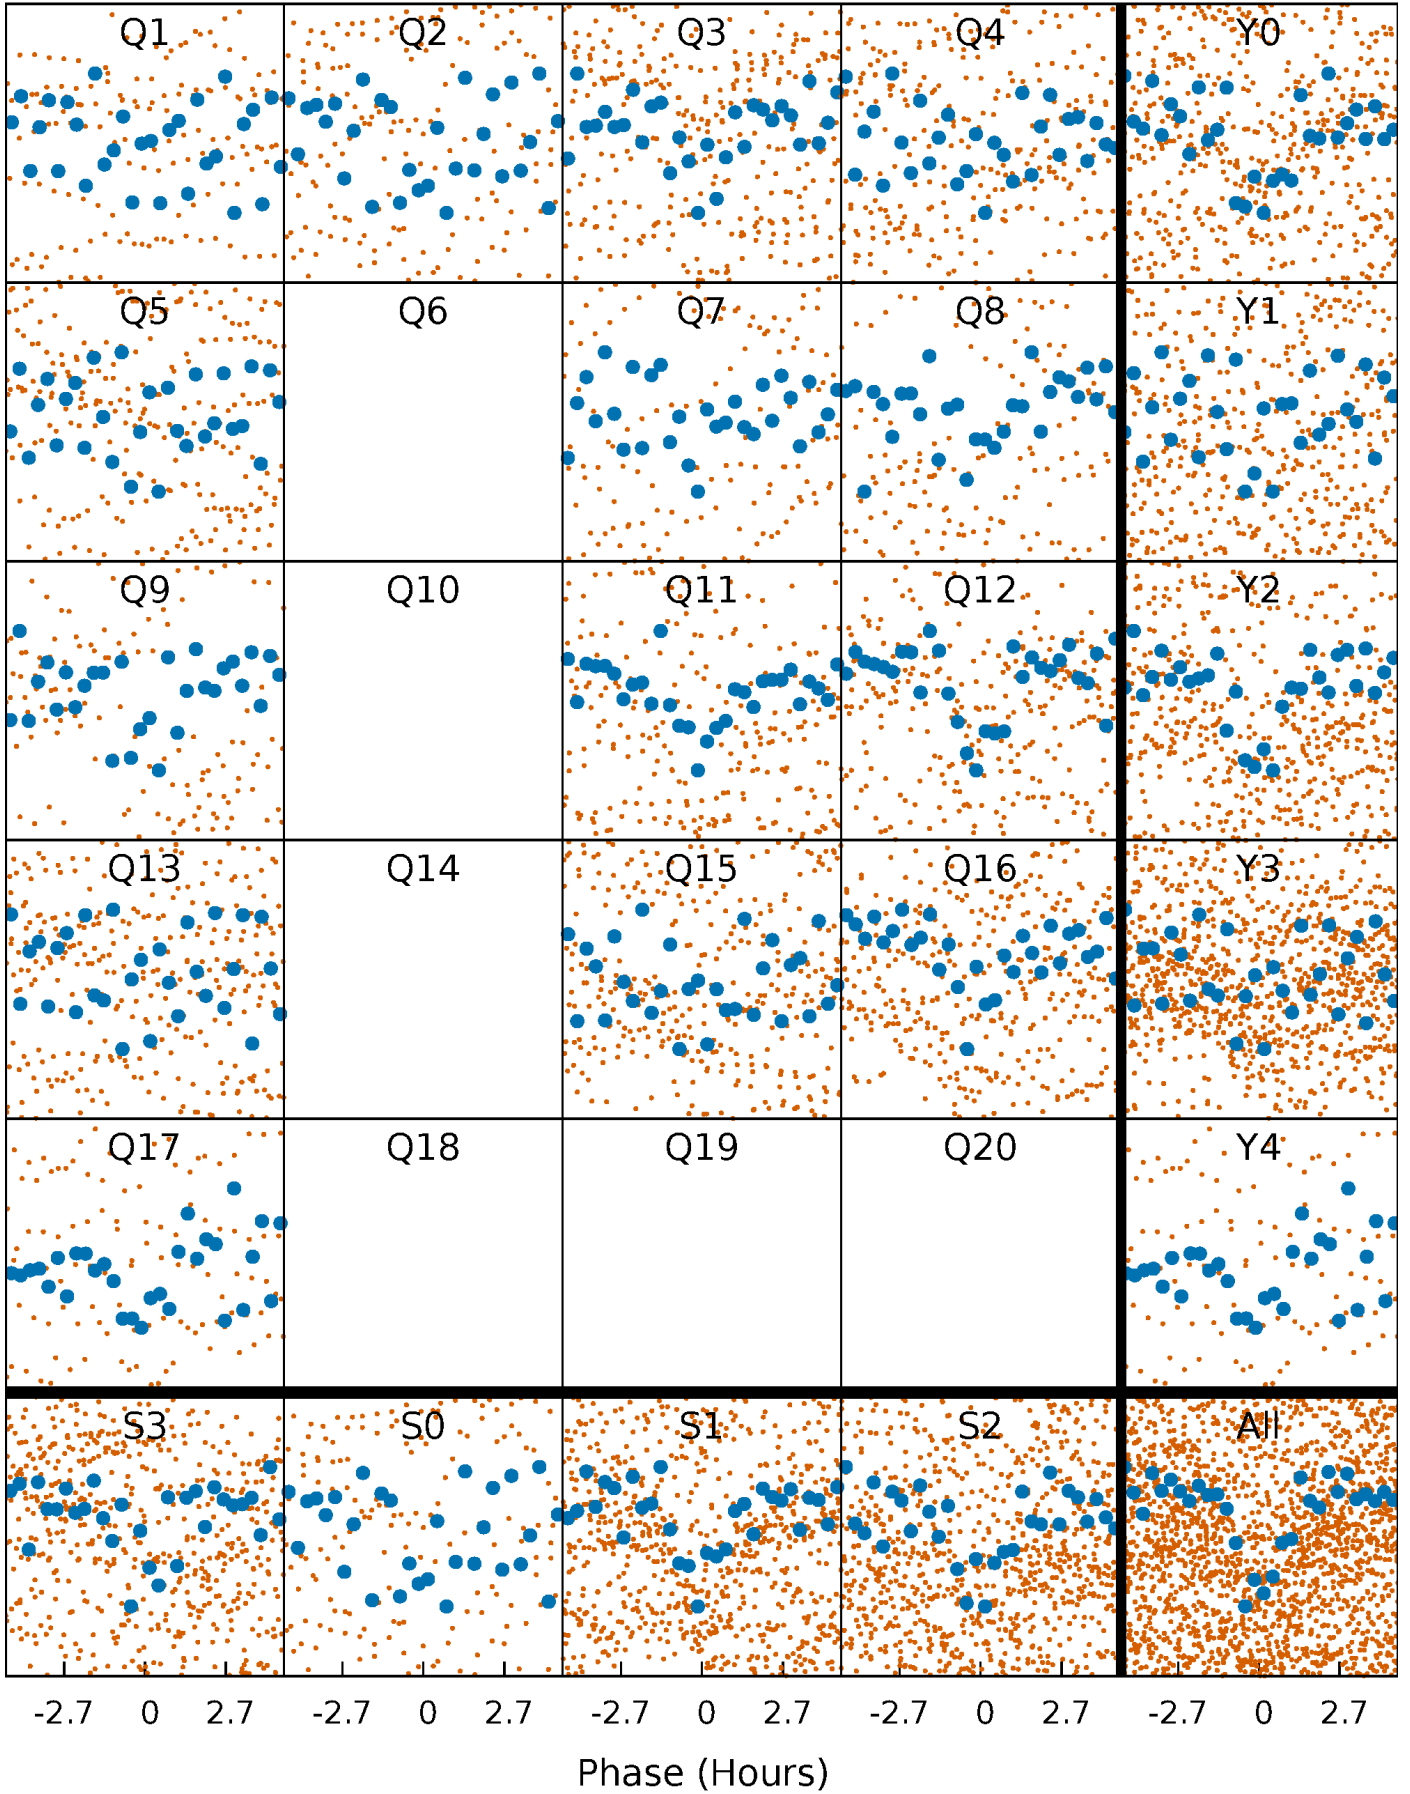 Q1 Q2 Q3 Q4 Y0
Q5 Q6 Q7 Q8 Y1
Q9 Q10 Q11 Q12 Y2
Q13 Q14 Q15 Q16 Y3
Q17 Q18 Q19 Q20 Y4
S3 S0 S1 S2 All
-2.7 0 2.7 -2.7 0 2.7 -2.7 0 2.7 -2.7 0 2.7 -2.7 0 2.7
Phase (Hours)